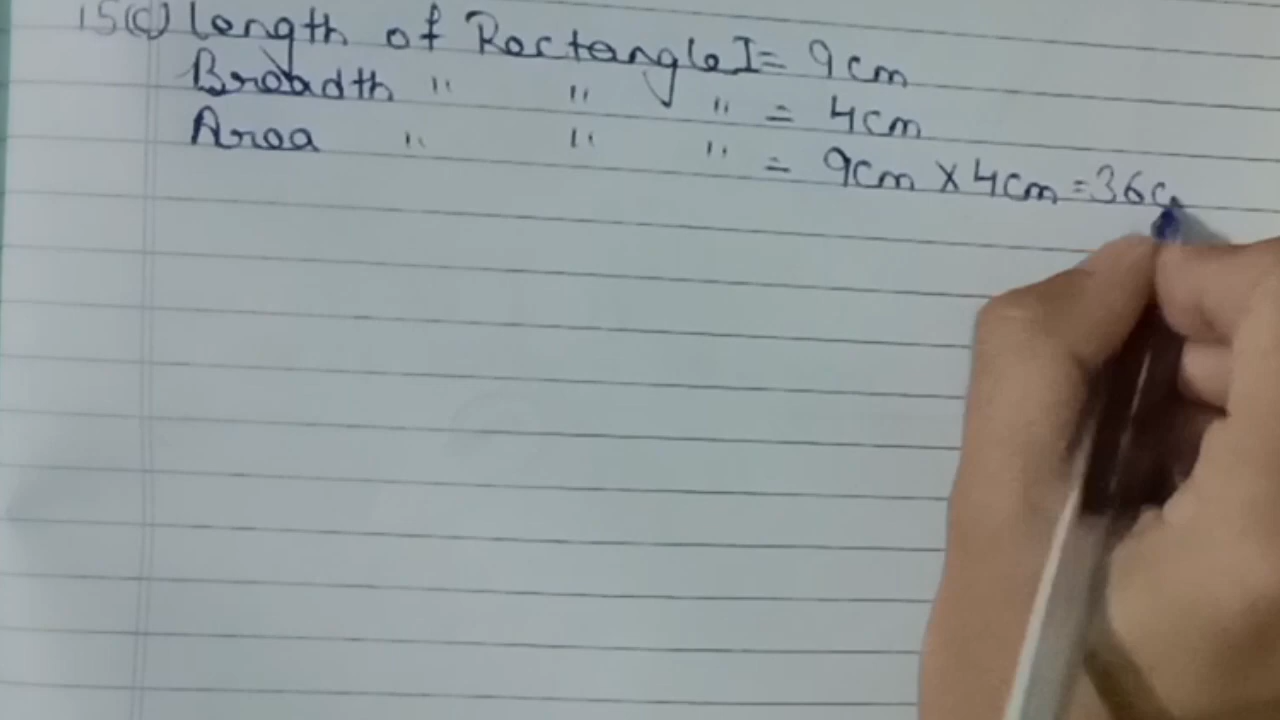 15(c) Length of Rectangle I = 9cm
Breadth " " " = 4cm
Area " " " = 9cm × 4cm = 36c